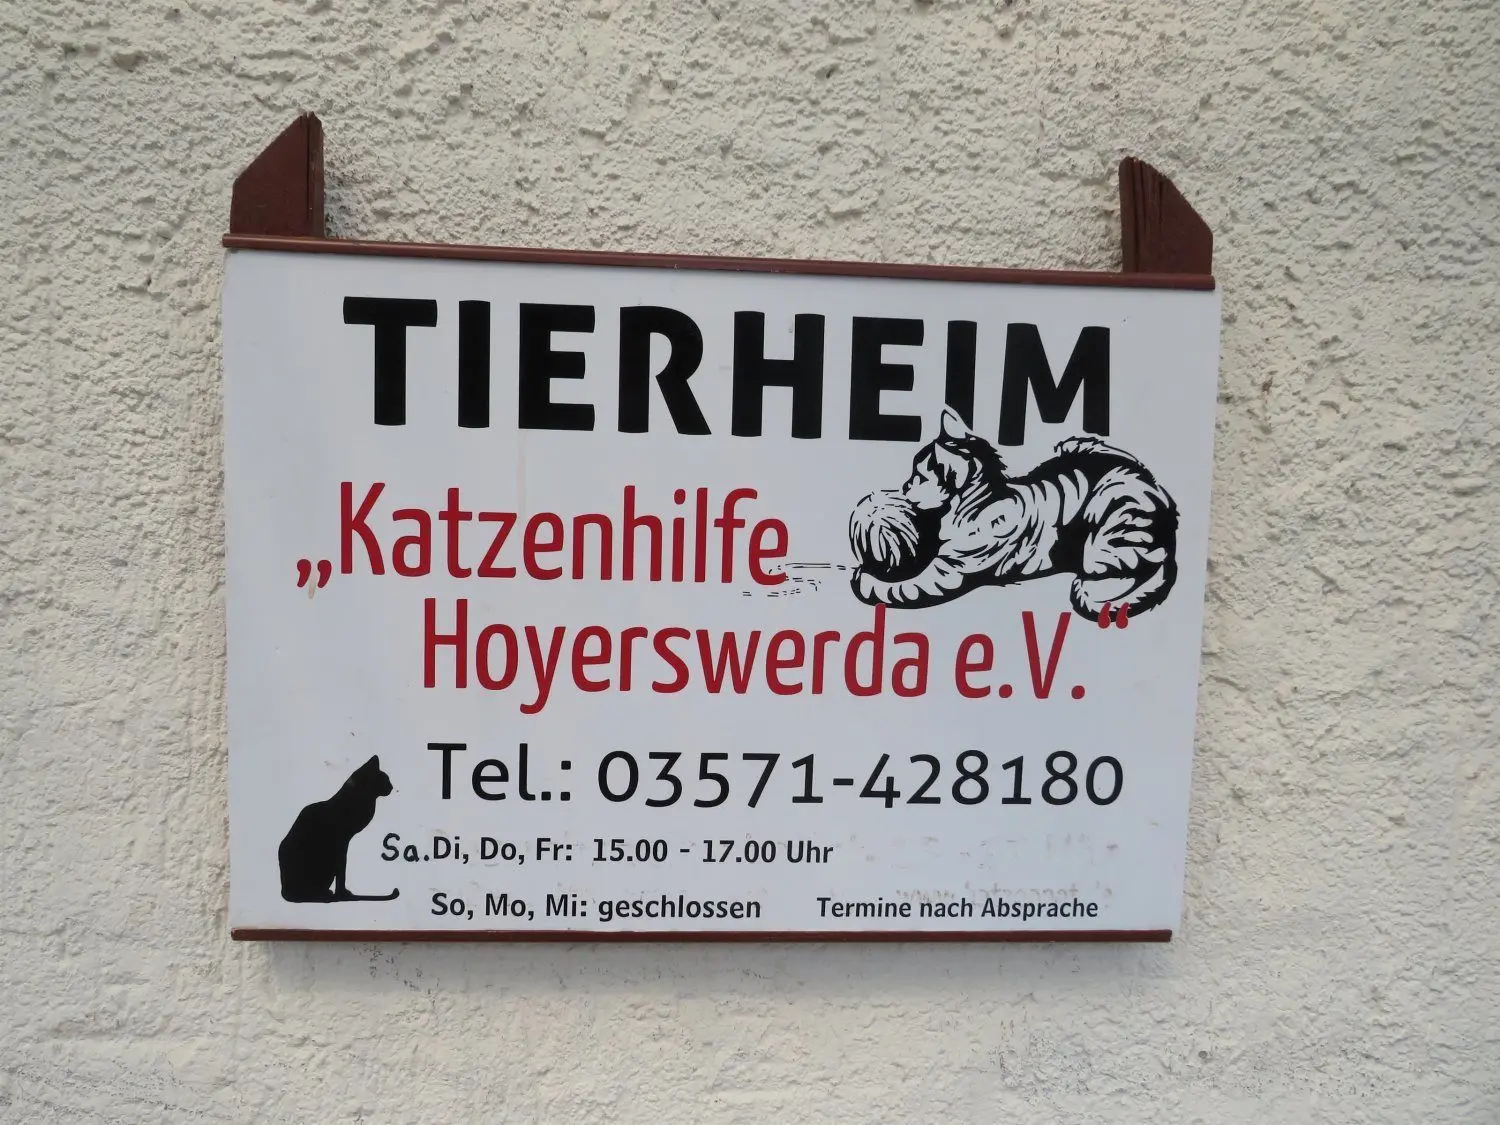 TIERHEIM
„Katzenhilfe
Hoyerswerda e.V.“
Tel.: 03571-428180
Sa. Di, Do, Fr: 15.00 - 17.00 Uhr
So, Mo, Mi: geschlossen Termine nach Absprache